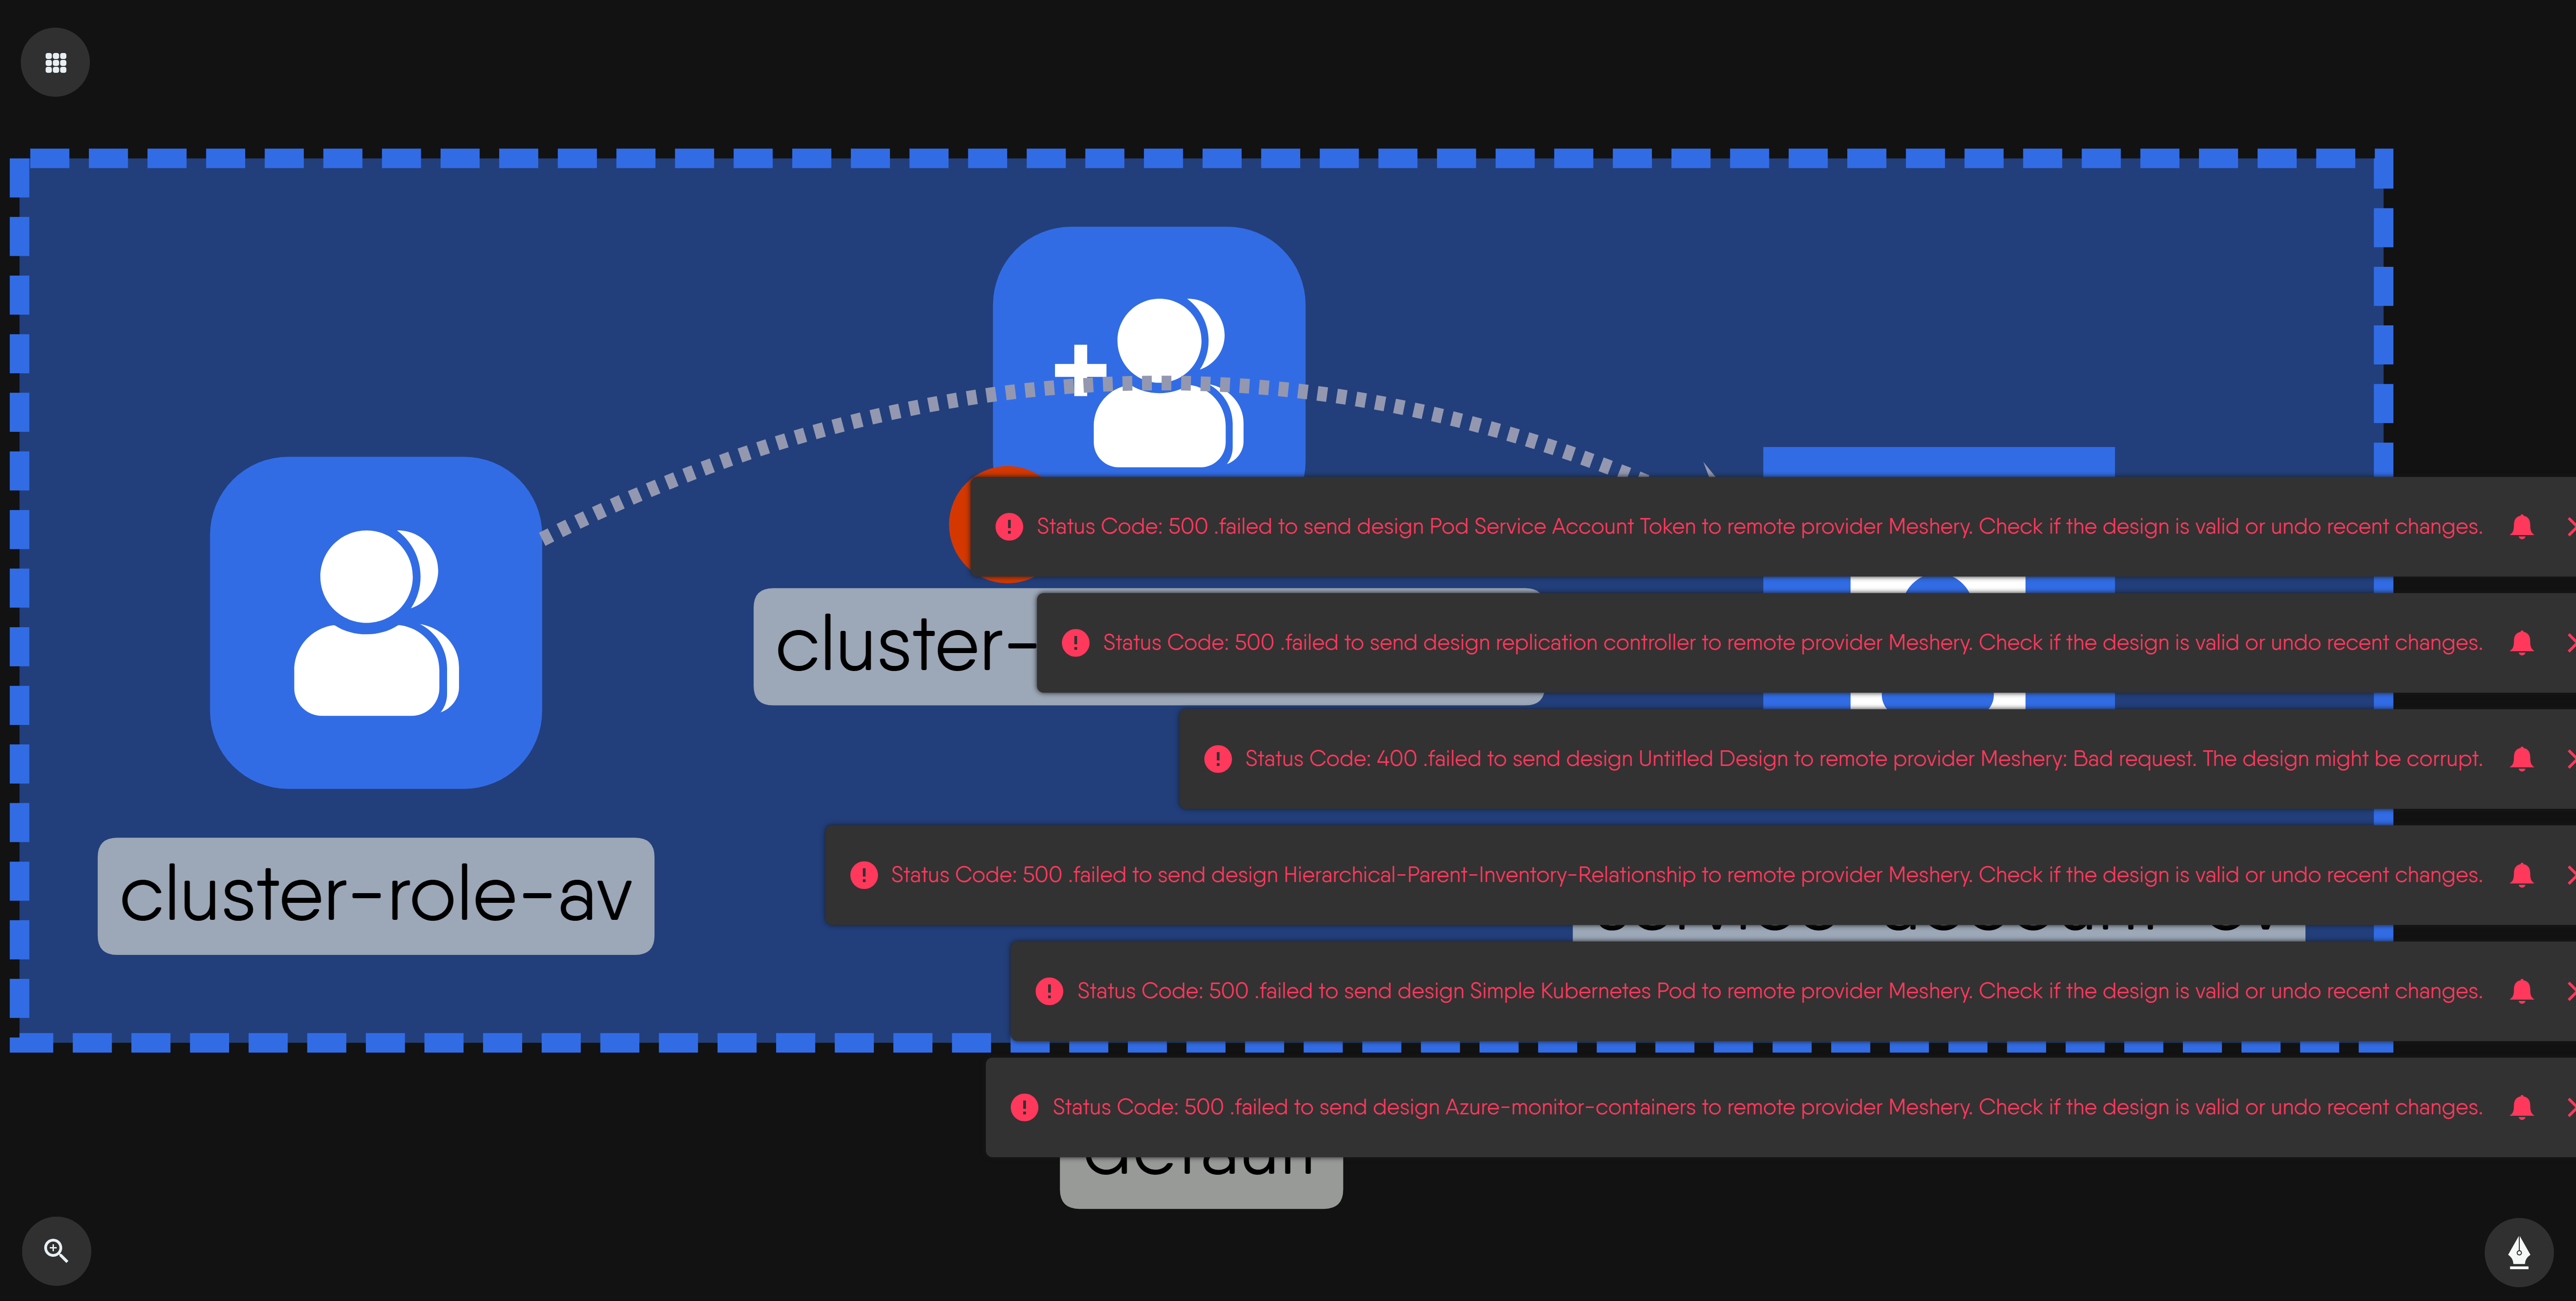 Status Code: 500 .failed to send design Pod Service Account Token to remote provider Meshery. Check if the design is valid or undo recent changes.
cluster-
Status Code: 500 .failed to send design replication controller to remote provider Meshery. Check if the design is valid or undo recent changes.
Status Code: 400 .failed to send design Untitled Design to remote provider Meshery: Bad request. The design might be corrupt.
cluster-role-av
Status Code: 500 .failed to send design Hierarchical-Parent-Inventory-Relationship to remote provider Meshery. Check if the design is valid or undo recent changes.
Status Code: 500 .failed to send design Simple Kubernetes Pod to remote provider Meshery. Check if the design is valid or undo recent changes.
Status Code: 500 .failed to send design Azure-monitor-containers to remote provider Meshery. Check if the design is valid or undo recent changes.
default